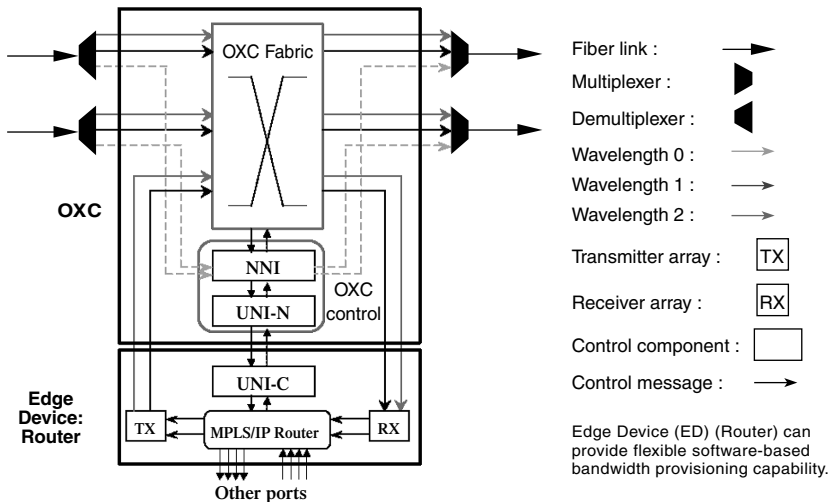 OXC Fabric
OXC
NNI
OXC
control
UNI-N
UNI-C
Edge
Device:
Router
TX
MPLS/IP Router
RX
Other ports
Fiber link :
Multiplexer :
Demultiplexer :
Wavelength 0 :
Wavelength 1 :
Wavelength 2 :
Transmitter array : TX
Receiver array : RX
Control component :
Control message :
Edge Device (ED) (Router) can
provide flexible software-based
bandwidth provisioning capability.